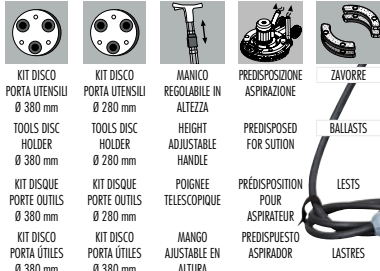 KIT DISCO
PORTA UTENSILI
Ø 380 mm
KIT DISCO
PORTA UTENSILI
Ø 280 mm
MANICO
REGOLABILE IN
ALTEZZA
PREDISPOSIZIONE
ASPIRAZIONE
ZAVORRE
TOOLS DISC
HOLDER
Ø 380 mm
TOOLS DISC
HOLDER
Ø 280 mm
HEIGHT
ADJUSTABLE
HANDLE
PREDISPOSED
FOR SUTION
BALLASTS
KIT DISQUE
PORTE OUTILS
Ø 380 mm
KIT DISQUE
PORTE OUTILS
Ø 280 mm
POIGNEE
TELESCOPIQUE
PRÉDISPOSITION
POUR
ASPIRATEUR
LESTS
KIT DISCO
PORTA ÚTILES
Ø 380 mm
KIT DISCO
PORTA ÚTILES
Ø 380 mm
MANGO
AJUSTABLE EN
ALTURA
PREDISPUESTO
ASPIRADOR
LASTRES